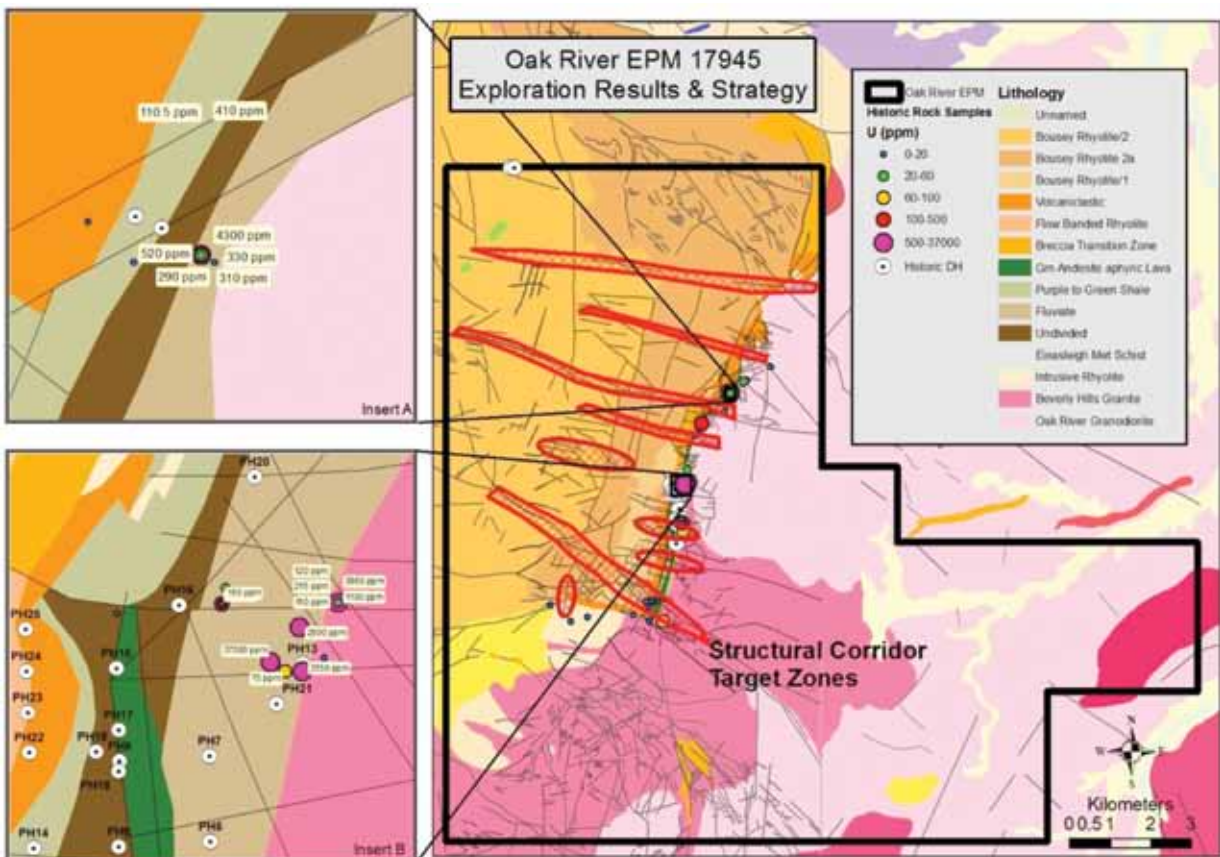 Oak River EPM 17945
Exploration Results & Strategy
110.5 ppm
410 ppm
4300 ppm
520 ppm
330 ppm
290 ppm
310 ppm
Insert A
Oak River EPM
Historic Rock Samples
U (ppm)
0-20
20-60
60-100
100-500
500-37000
Historic DH
Lithology
Unnamed
Bousey Rhyolite/2
Bousey Rhyolite 2a
Bousey Rhyolite/1
Volcaniclastic
Flow Banded Rhyolite
Breccia Transition Zone
Grn Andesite aphyric Lava
Purple to Green Shale
Fluviate
Undivided
Einasleigh Met Schist
Intrusive Rhyolite
Beverly Hills Granite
Oak River Granodiorite
PH20
PH16
PH25
PH24
PH13
PH21
PH23
PH17
PH22
PH7
PH14
PH6
Insert B
Structural Corridor
Target Zones
N
W
E
S
Kilometers
0 0.5 1 2 3